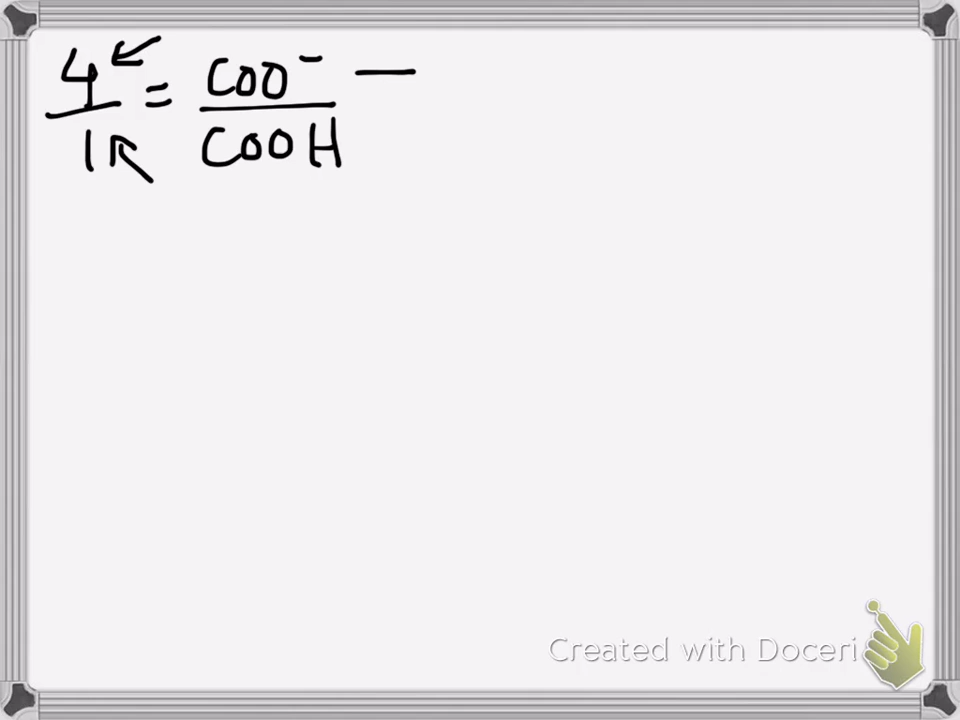 4 = COO⁻ —
1 COOH
Created with Doceri